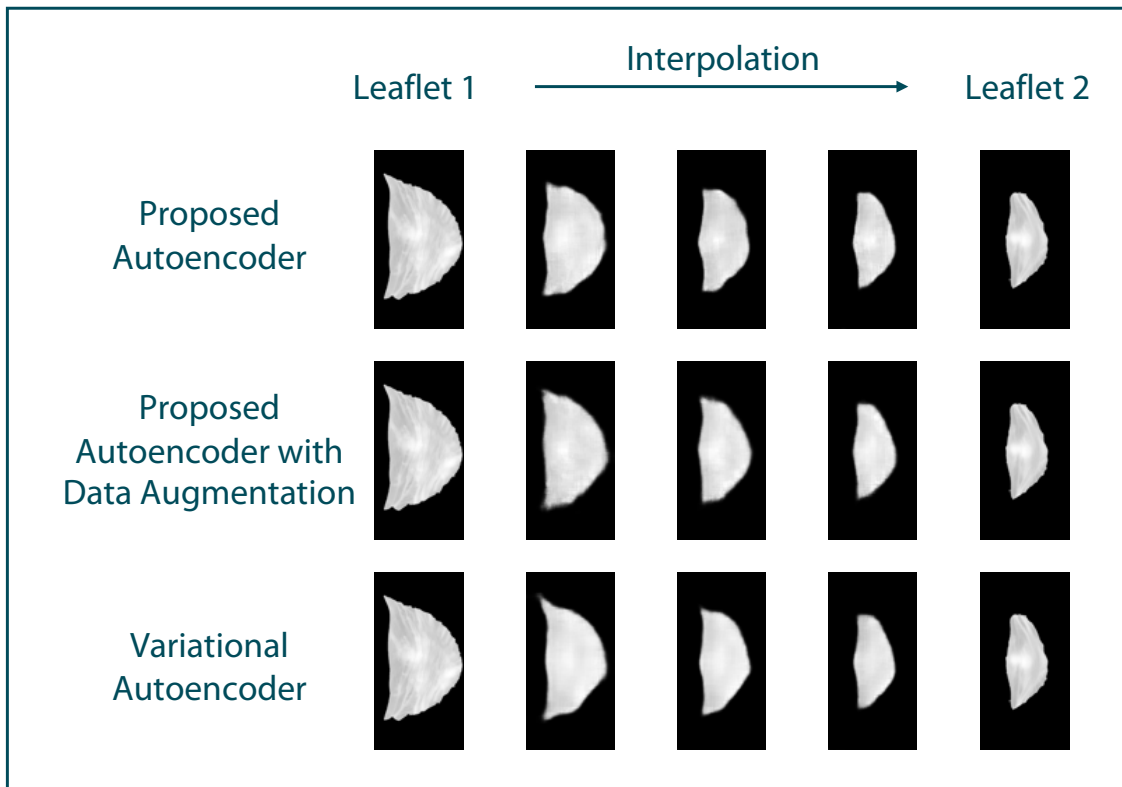 Interpolation
Leaflet 1
Leaflet 2
Proposed
Autoencoder
Proposed
Autoencoder with
Data Augmentation
Variational
Autoencoder